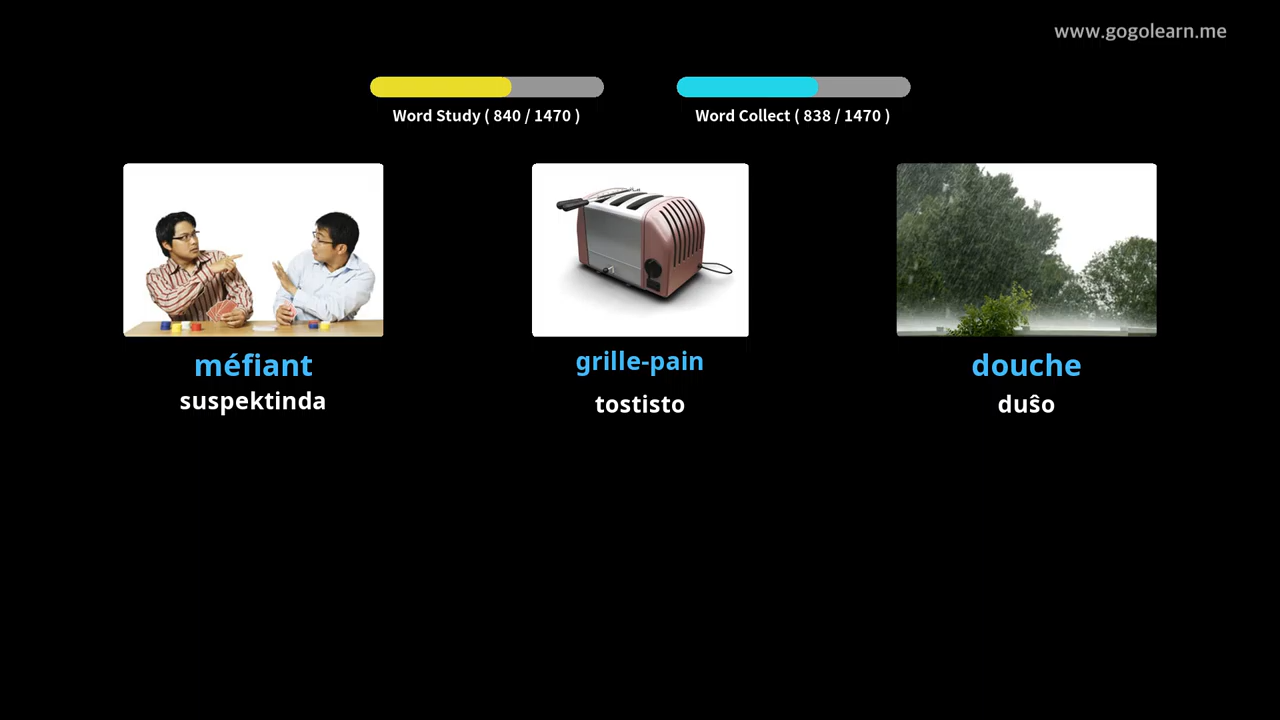 www.gogolearn.me
Word Study ( 840 / 1470 )
Word Collect ( 838 / 1470 )
méfiant
grille-pain
douche
suspektinda
tostisto
duŝo